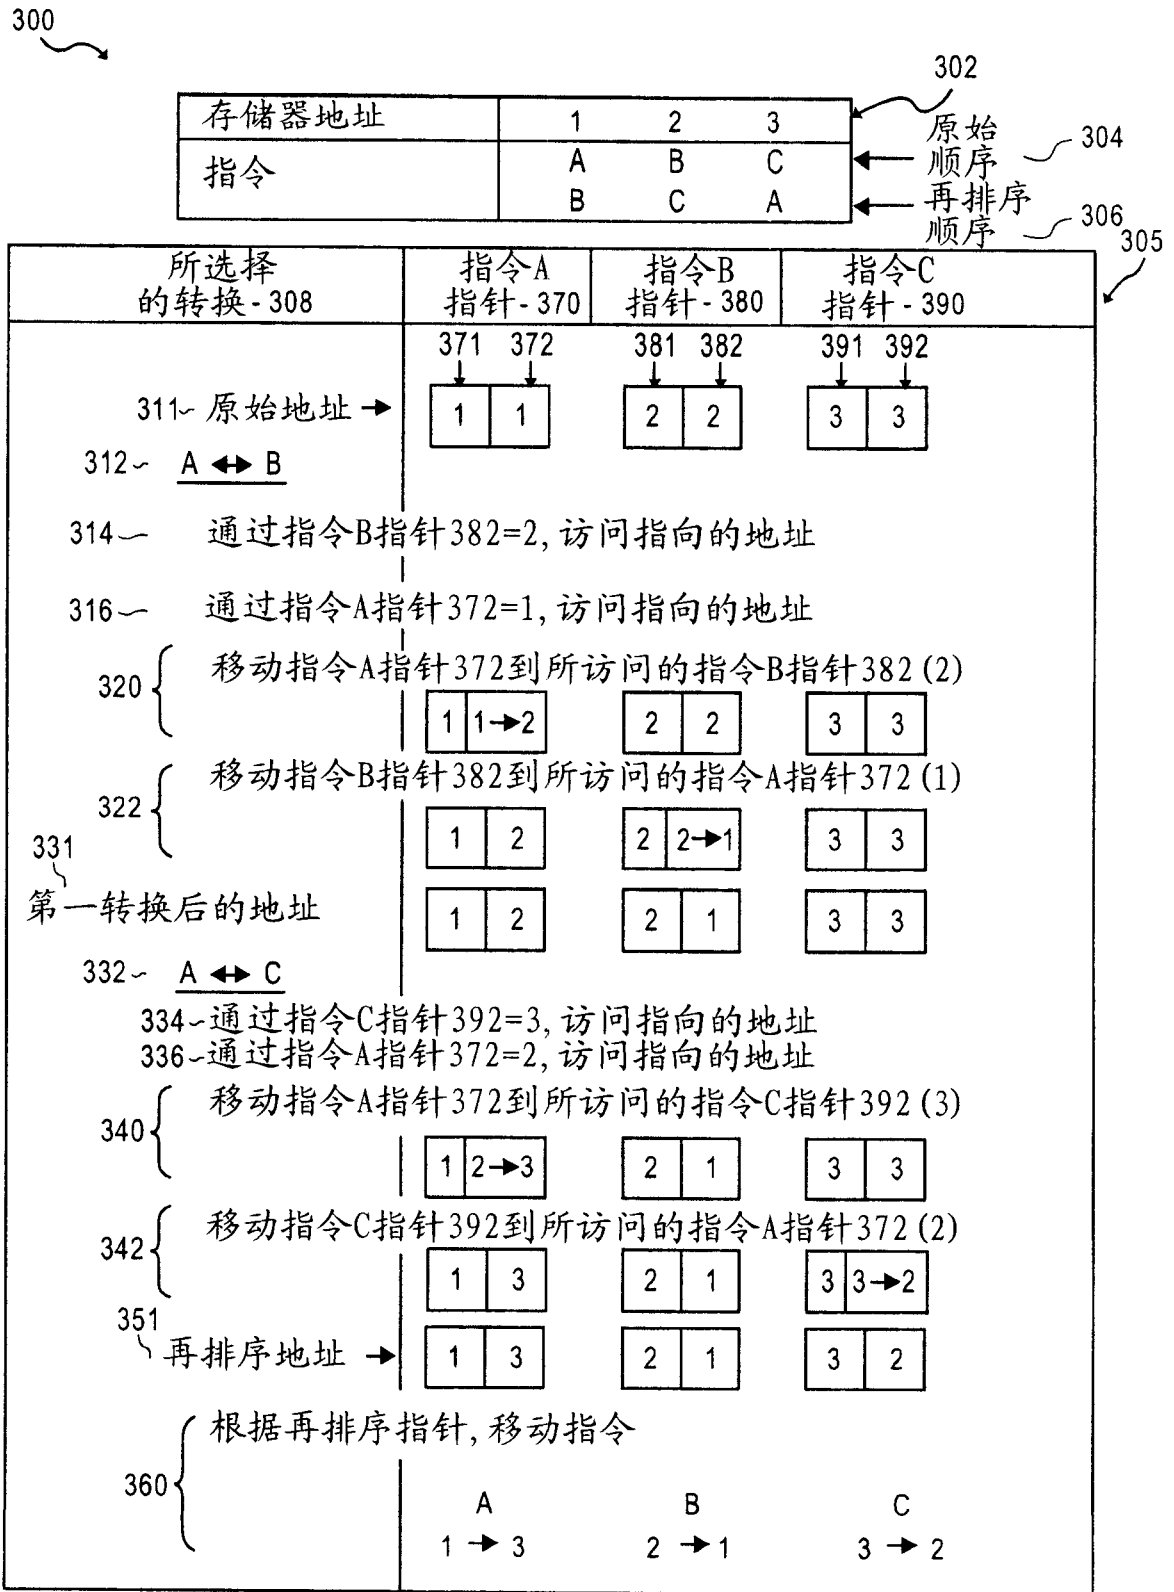 300
302
存储器地址 1 2 3
原始
顺序 304
指令 A B C
B C A
再排序
顺序 306
305
所选择
的转换-308
指令A
指针-370
指令B
指针-380
指令C
指针-390
371 372 381 382 391 392
311 原始地址 → 1 1 2 2 3 3
312 A ↔ B
314 通过指令B指针382=2,访问指向的地址
316 通过指令A指针372=1,访问指向的地址
320 移动指令A指针372到所访问的指令B指针382(2)
1 1→2 2 2 3 3
322 移动指令B指针382到所访问的指令A指针372(1)
1 2 2 2→1 3 3
331
第一转换后的地址 1 2 2 1 3 3
332 A ↔ C
334 通过指令C指针392=3,访问指向的地址
336 通过指令A指针372=2,访问指向的地址
340 移动指令A指针372到所访问的指令C指针392(3)
1 2→3 2 1 3 3
342 移动指令C指针392到所访问的指令A指针372(2)
1 3 2 1 3 3→2
351
再排序地址 → 1 3 2 1 3 2
360 根据再排序指针,移动指令
A B C
1 → 3 2 → 1 3 → 2